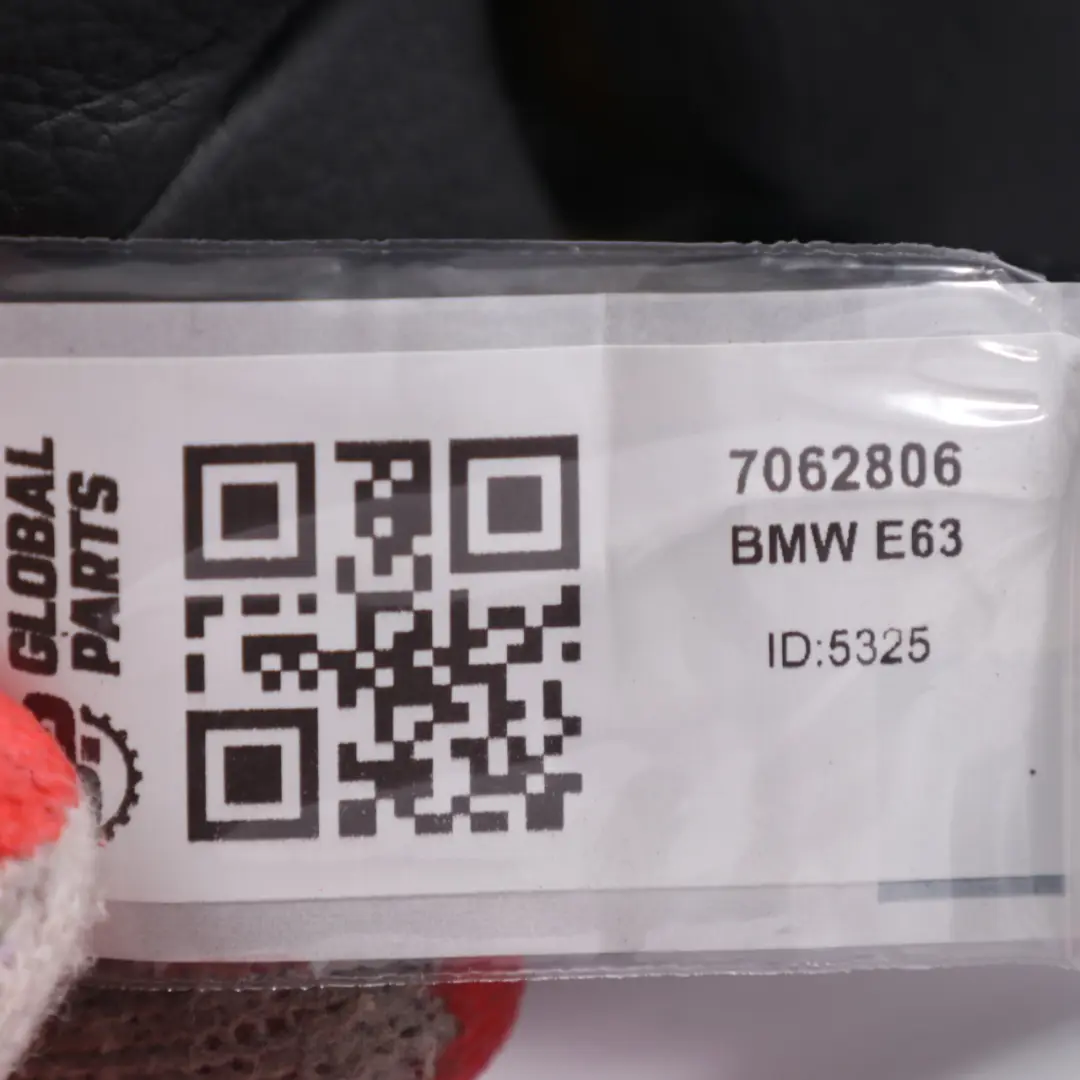 GLOBAL
PARTS
7062806
BMW E63
ID:5325